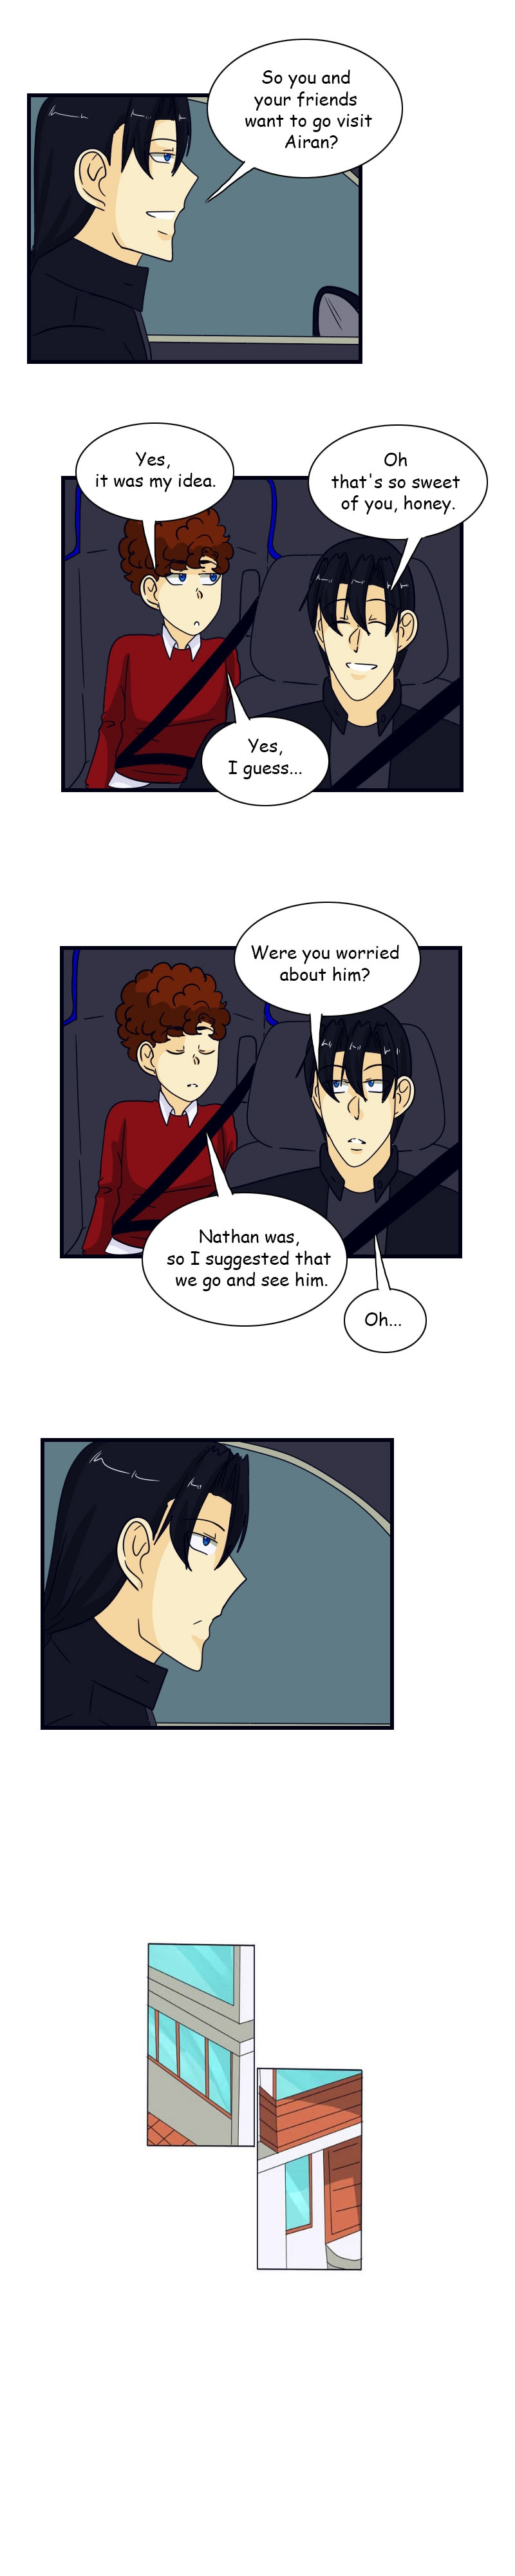 So you and
your friends
want to go visit
Airan?
Yes,
it was my idea.
Oh
that's so sweet
of you, honey.
Yes,
I guess...
Were you worried
about him?
Nathan was,
so I suggested that
we go and see him.
Oh...